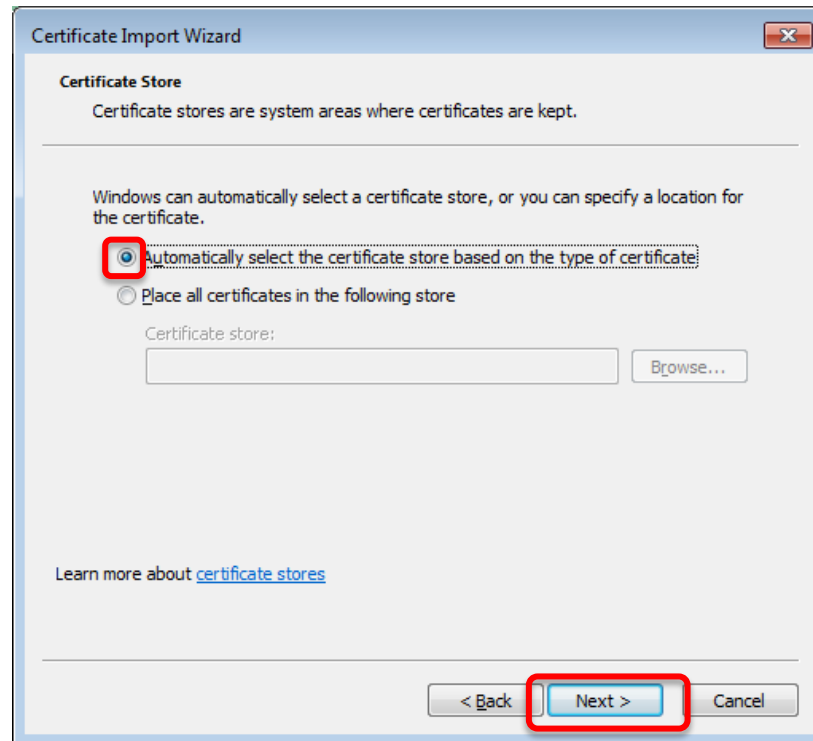 Certificate Import Wizard
Certificate Store
Certificate stores are system areas where certificates are kept.
Windows can automatically select a certificate store, or you can specify a location for
the certificate.
Automatically select the certificate store based on the type of certificate
Place all certificates in the following store
Certificate store:
Browse...
Learn more about certificate stores
< Back Next > Cancel